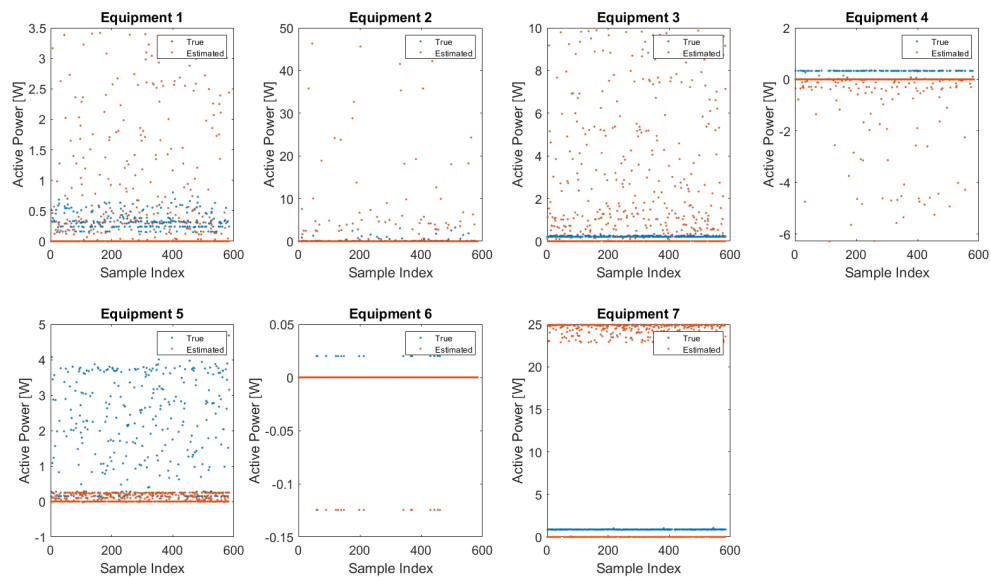 Equipment 1
Equipment 2
Equipment 3
Equipment 4
3.5
3
2.5
2
1.5
1
0.5
0
Active Power [W]
True
Estimated
0
200
400
600
Sample Index
50
40
30
20
10
0
Active Power [W]
True
Estimated
0
200
400
600
Sample Index
10
8
6
4
2
0
Active Power [W]
True
Estimated
0
200
400
600
Sample Index
2
0
-2
-4
-6
Active Power [W]
True
Estimated
0
200
400
600
Sample Index
Equipment 5
Equipment 6
Equipment 7
5
4
3
2
1
0
-1
Active Power [W]
True
Estimated
0
200
400
600
Sample Index
0.05
0
-0.05
-0.1
-0.15
Active Power [W]
True
Estimated
0
200
400
600
Sample Index
25
20
15
10
5
0
Active Power [W]
True
Estimated
0
200
400
600
Sample Index